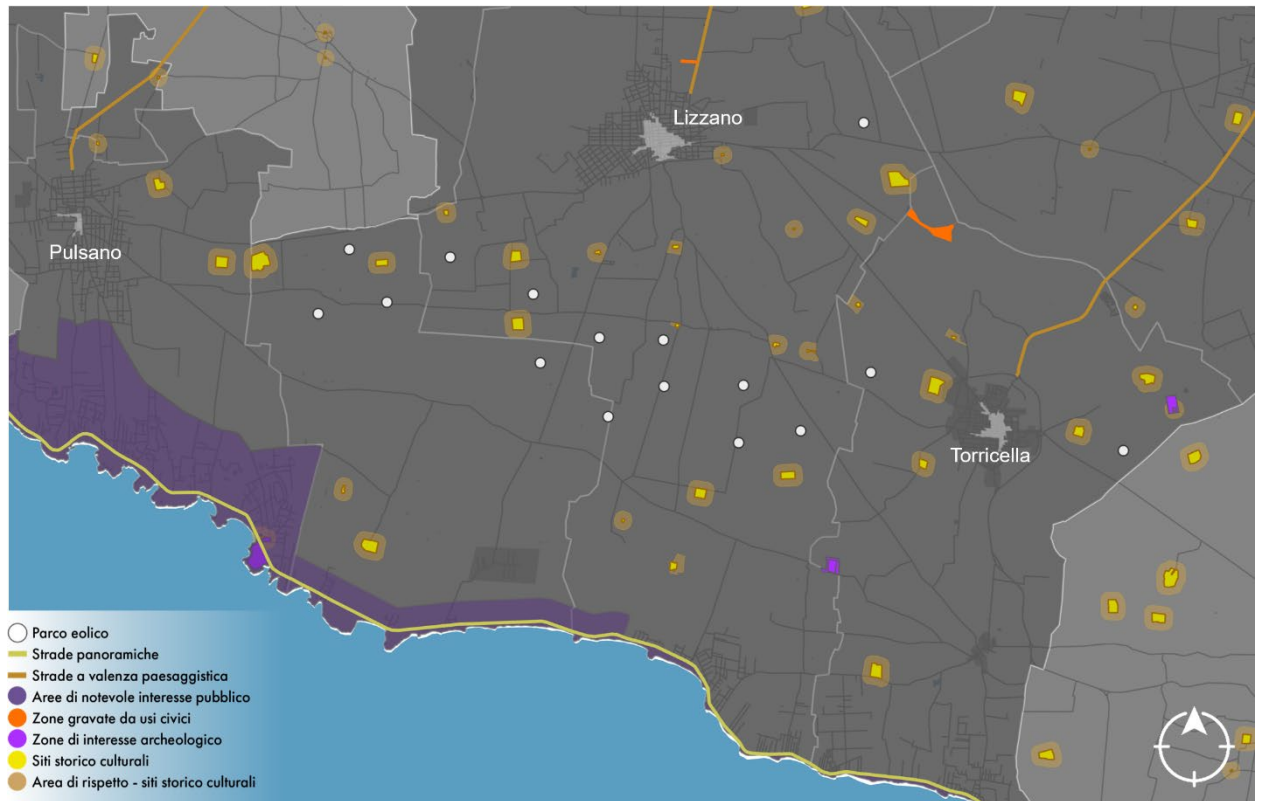 Lizzano
Pulsano
Torricella
Parco eolico
Strade panoramiche
Strade a valenza paesaggistica
Aree di notevole interesse pubblico
Zone gravate da usi civici
Zone di interesse archeologico
Siti storico culturali
Area di rispetto - siti storico culturali